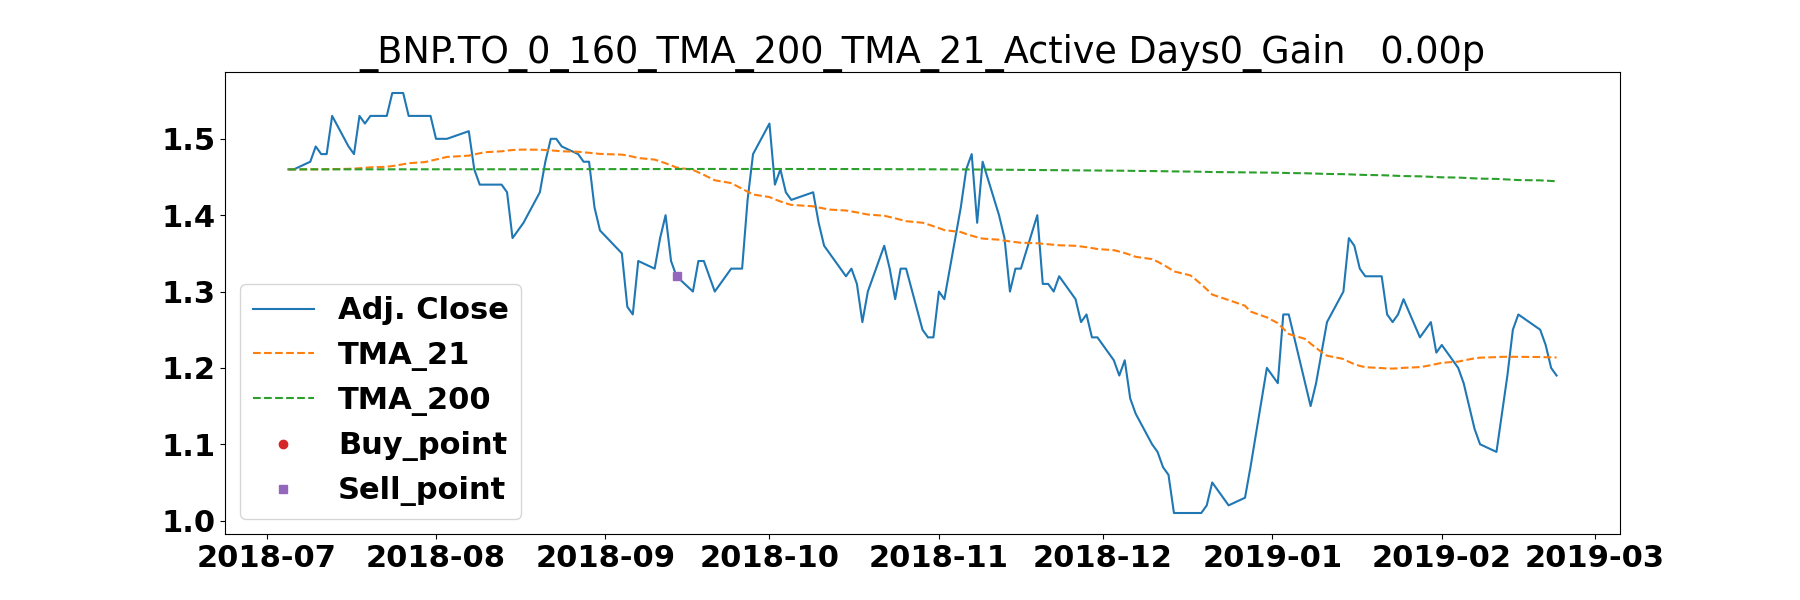 _BNP.TO_0_160_TMA_200_TMA_21_Active Days0_Gain   0.00p
1.5
1.4
1.3
1.2
1.1
1.0
Adj. Close
TMA_21
TMA_200
Buy_point
Sell_point
2018-07 2018-08 2018-09 2018-10 2018-11 2018-12 2019-01 2019-02 2019-03